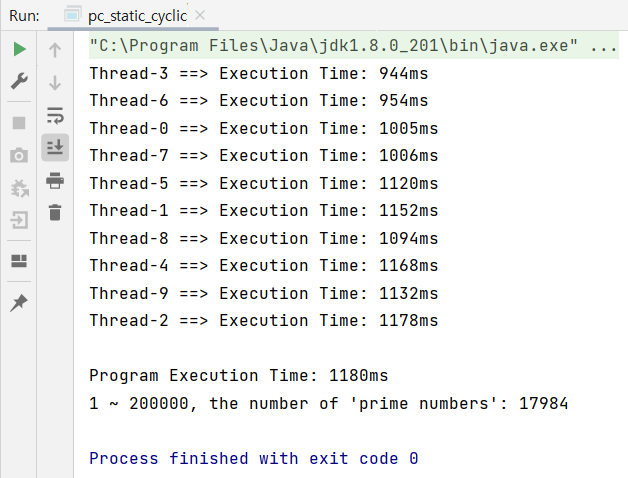 Run: pc_static_cyclic
"C:\Program Files\Java\jdk1.8.0_201\bin\java.exe" ...
Thread-3 ==> Execution Time: 944ms
Thread-6 ==> Execution Time: 954ms
Thread-0 ==> Execution Time: 1005ms
Thread-7 ==> Execution Time: 1006ms
Thread-5 ==> Execution Time: 1120ms
Thread-1 ==> Execution Time: 1152ms
Thread-8 ==> Execution Time: 1094ms
Thread-4 ==> Execution Time: 1168ms
Thread-9 ==> Execution Time: 1132ms
Thread-2 ==> Execution Time: 1178ms
Program Execution Time: 1180ms
1 ~ 200000, the number of 'prime numbers': 17984
Process finished with exit code 0